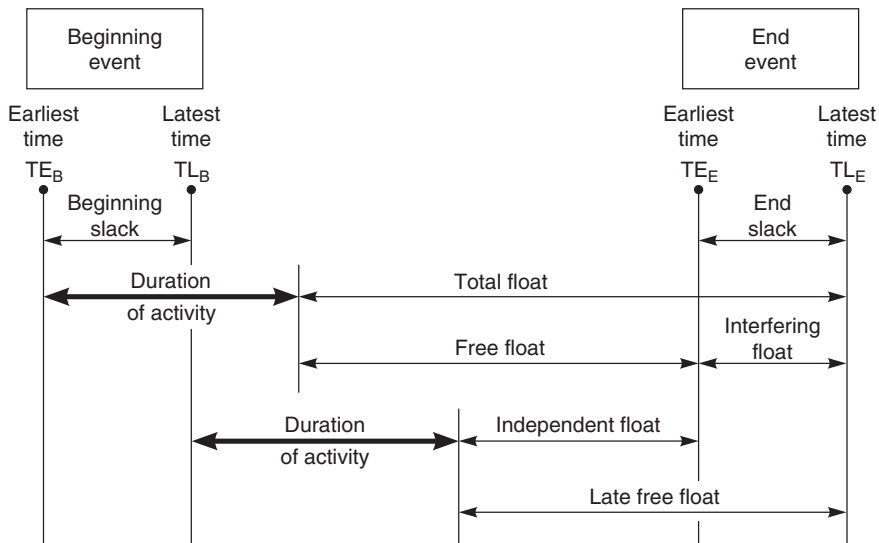 Beginning
event
End
event
Earliest
time
Latest
time
Earliest
time
Latest
time
TE_B
TL_B
TE_E
TL_E
Beginning
slack
End
slack
Duration
of activity
Total float
Free float
Interfering
float
Duration
of activity
Independent float
Late free float